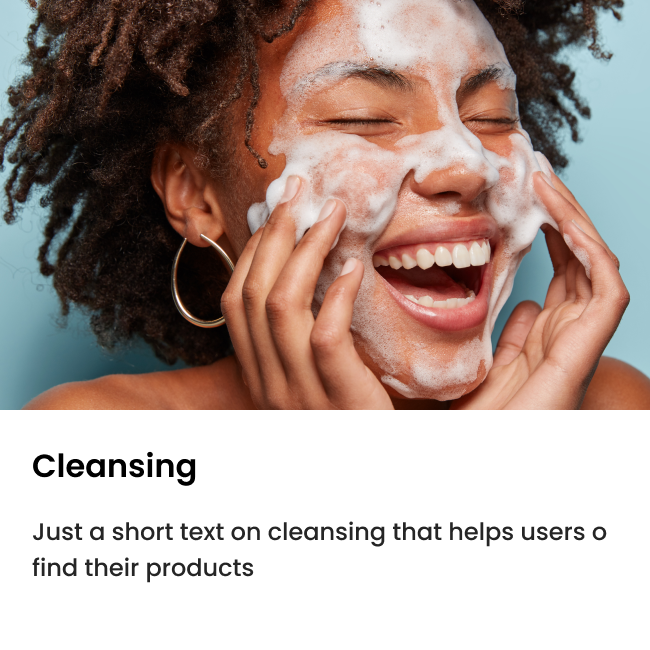 Cleansing
Just a short text on cleansing that helps users o
find their products